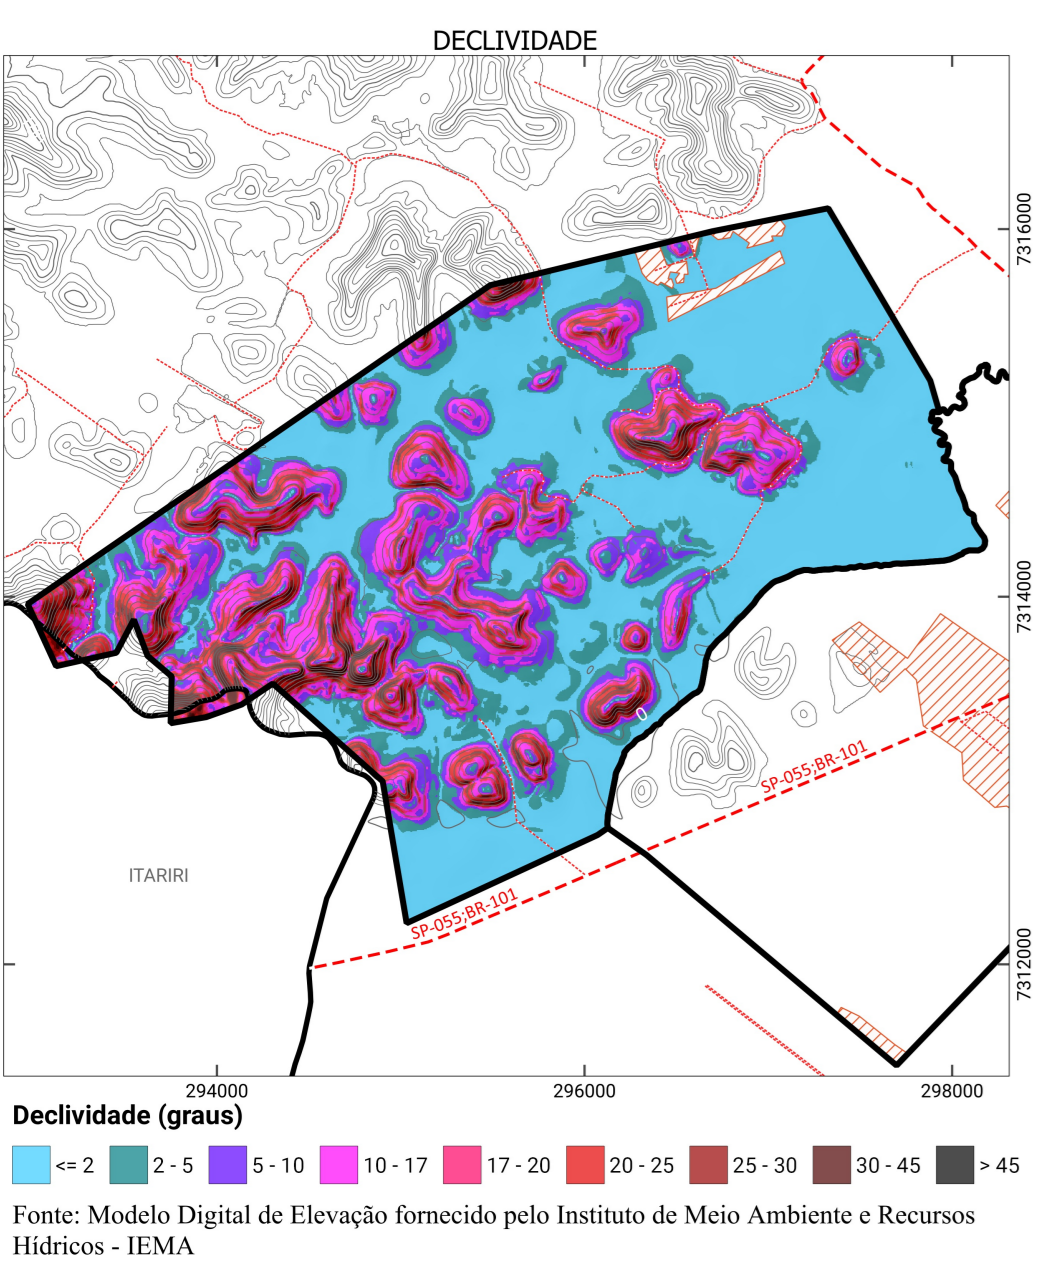 DECLIVIDADE
7316000
7314000
0
SP-055;BR-101
ITARIRI
SP-055;BR-101
7312000
294000
296000
298000
Declividade (graus)
<= 2
2 - 5
5 - 10
10 - 17
17 - 20
20 - 25
25 - 30
30 - 45
> 45
Fonte: Modelo Digital de Elevação fornecido pelo Instituto de Meio Ambiente e Recursos
Hídricos - IEMA